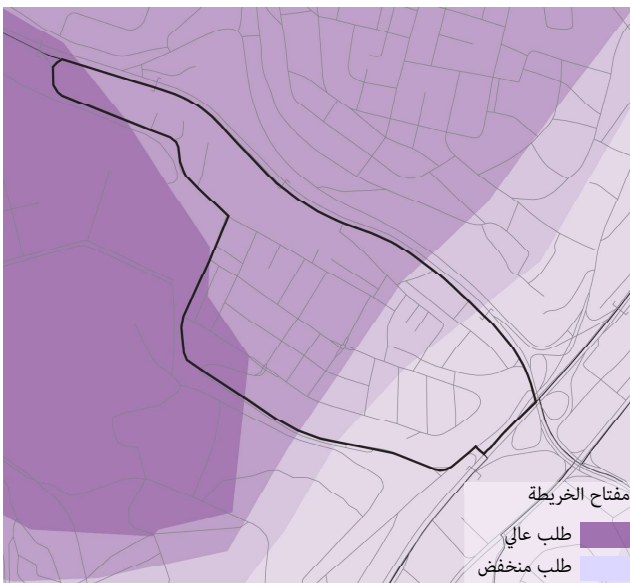 مفتاح الخريطة
طلب عالي
طلب منخفض